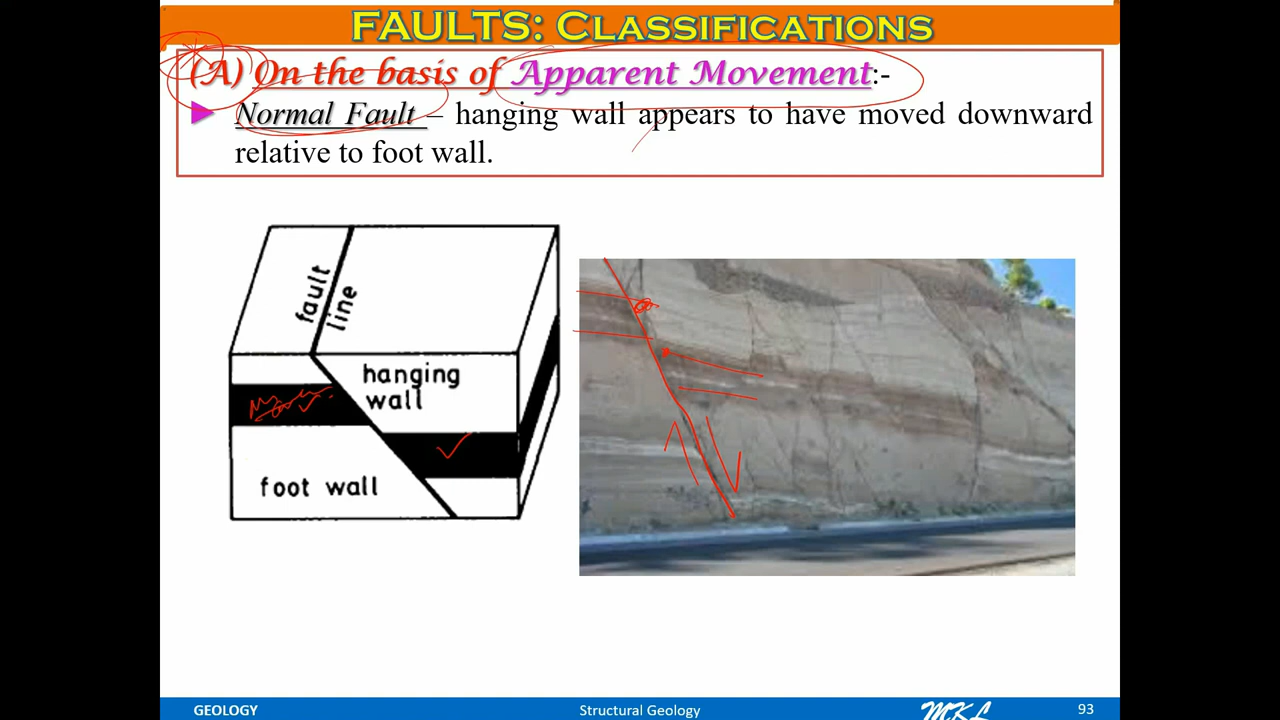 FAULTS: CLASSIFICATIONS
(A) On the basis of Apparent Movement:-
Normal Fault – hanging wall appears to have moved downward
relative to foot wall.
fault
line
hanging
wall
foot wall
GEOLOGY
Structural Geology
MKL
93